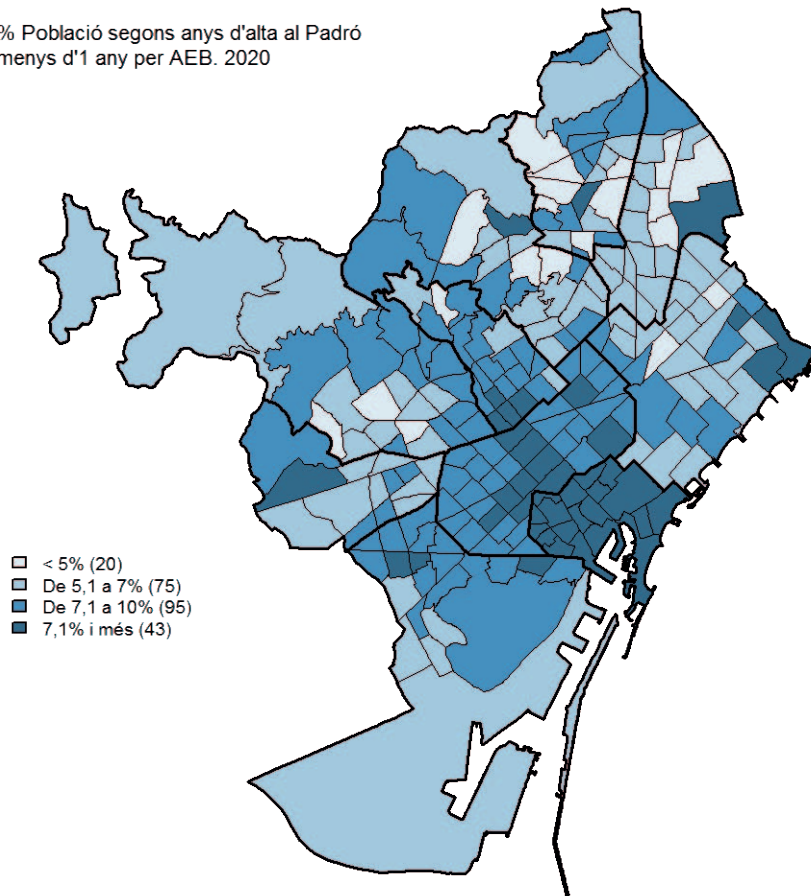 % Població segons anys d'alta al Padró
menys d'1 any per AEB. 2020
< 5% (20)
De 5,1 a 7% (75)
De 7,1 a 10% (95)
7,1% i més (43)